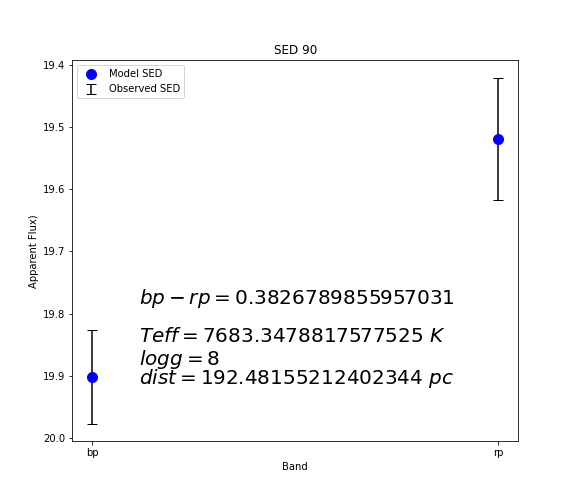 SED 90
19.4
Model SED
Observed SED
19.5
19.6
19.7
Apparent Flux)
bp − rp = 0.3826789855957031
19.8
Teff = 7683.3478817577525 K
logg = 8
19.9
dist = 192.48155212402344 pc
20.0
bp
rp
Band